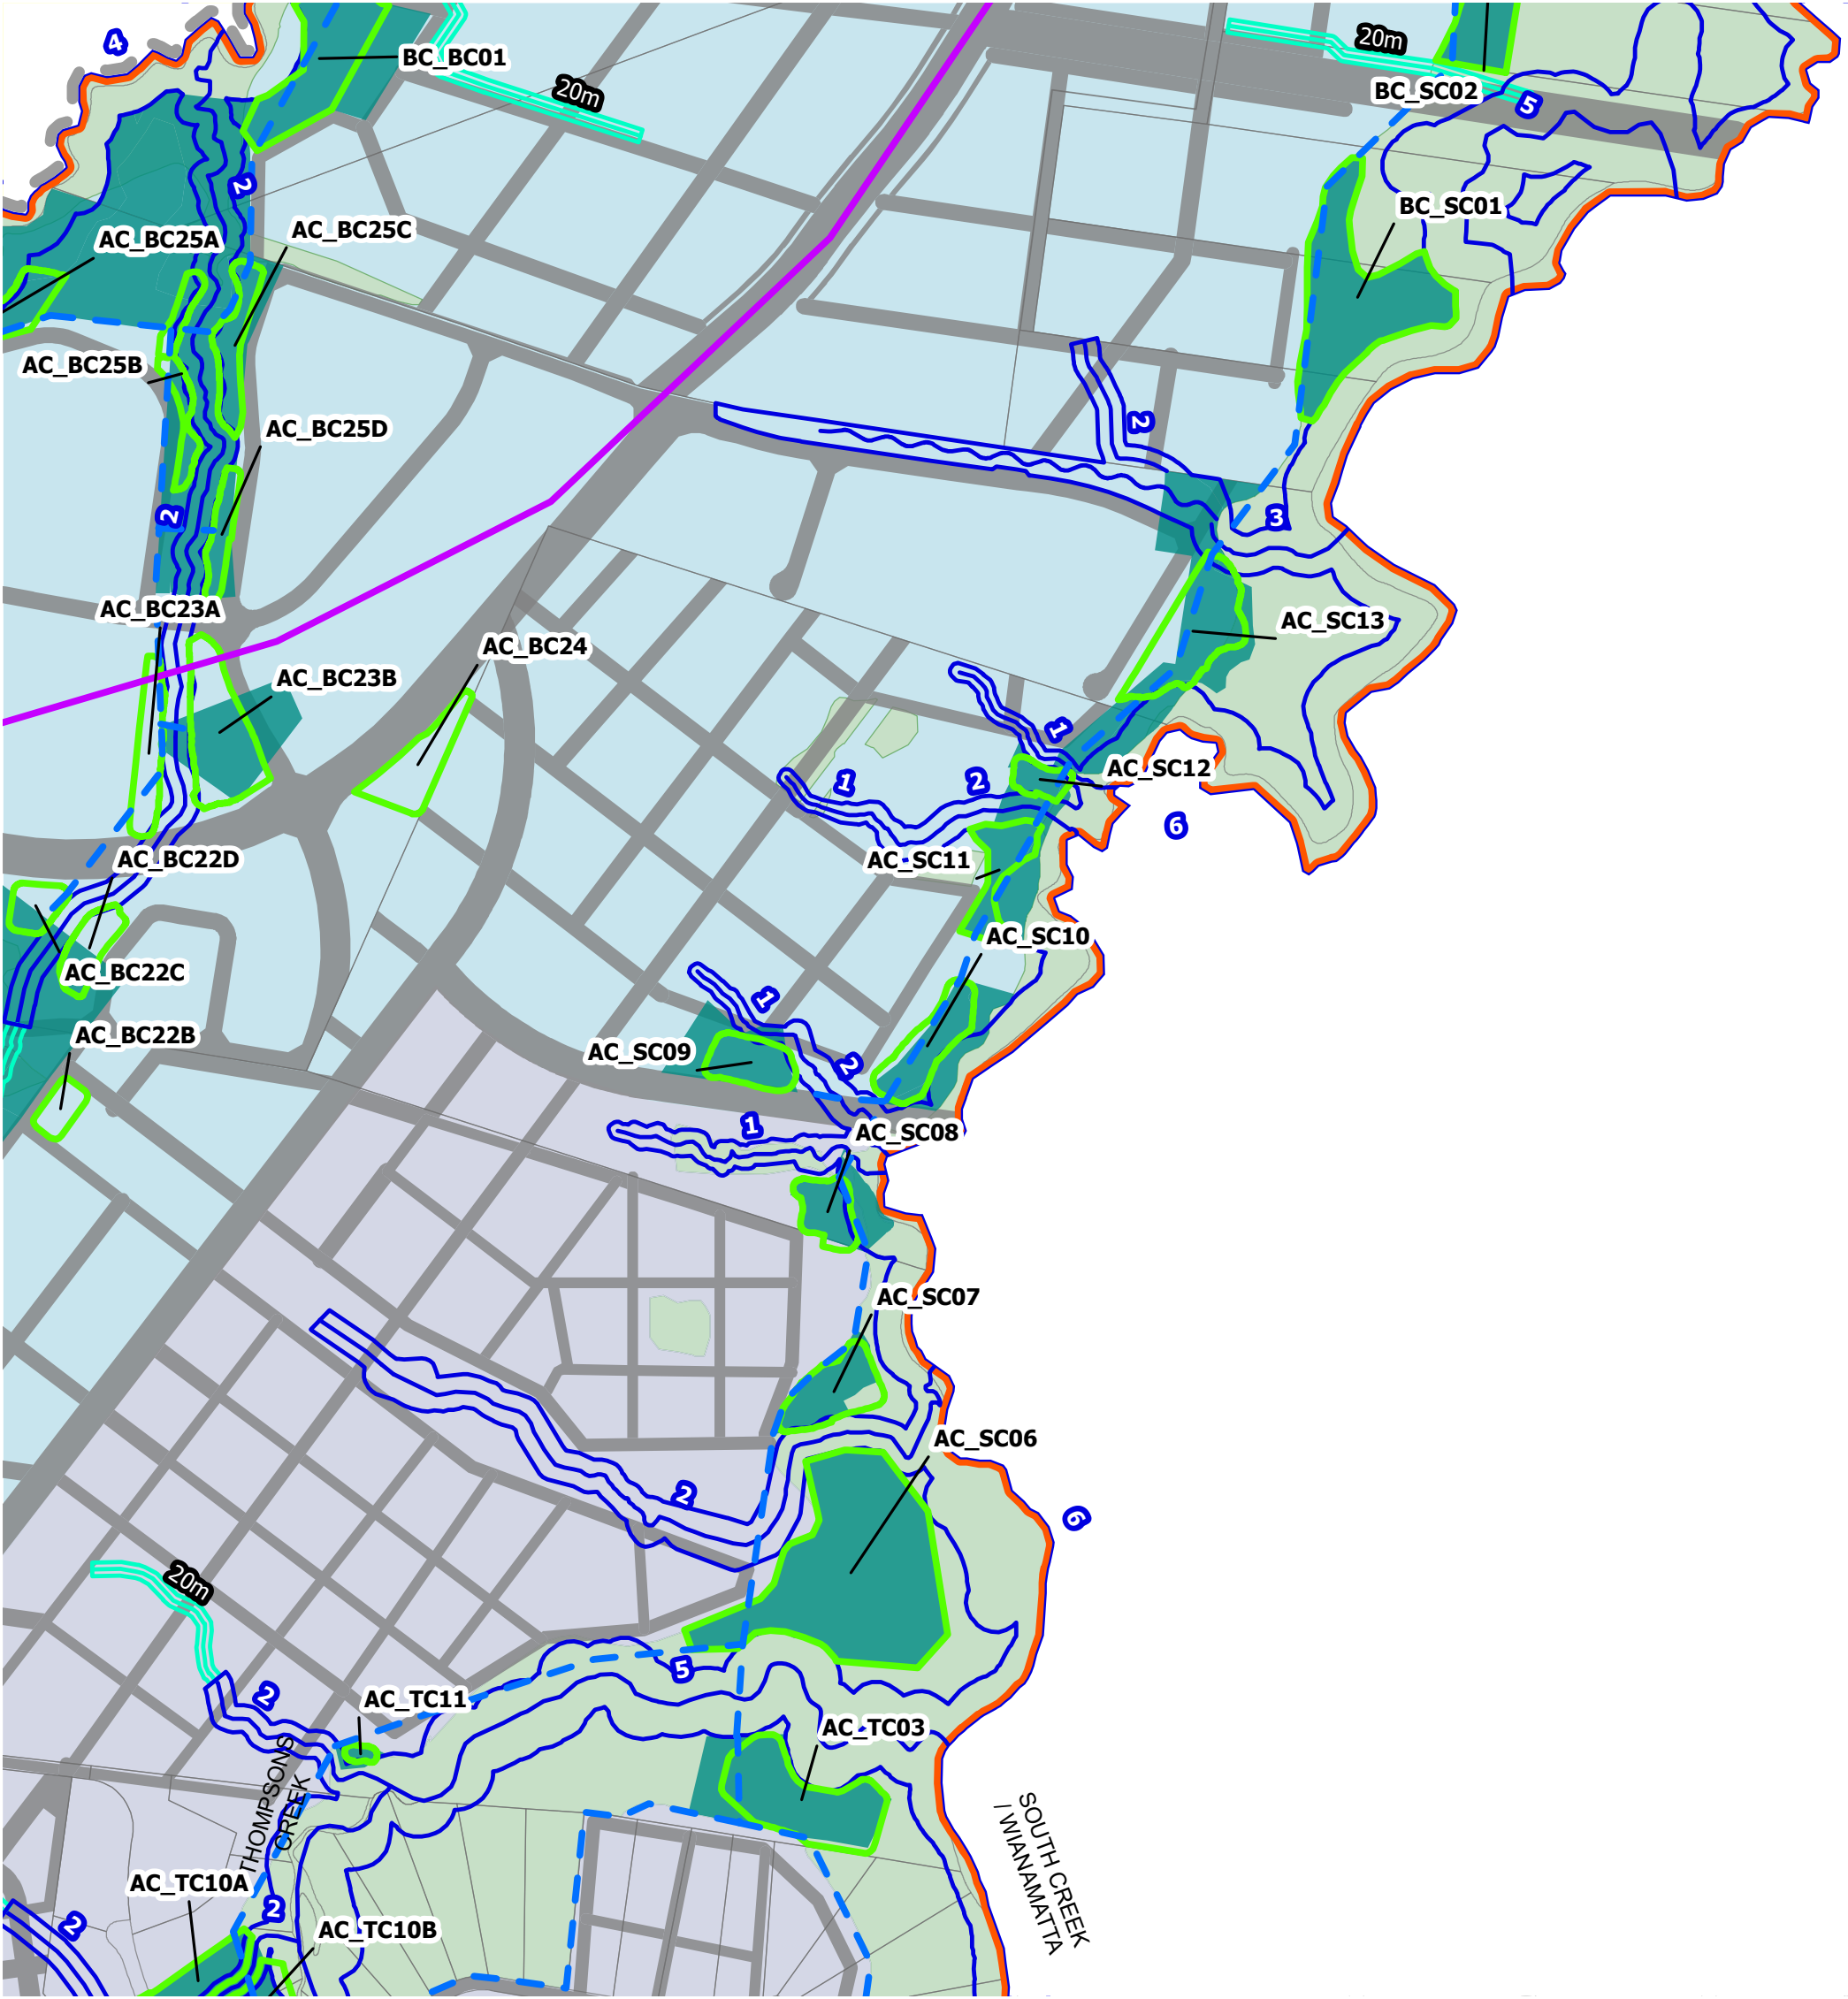 4
BC_BC01
20m
20m
BC_SC02
5
2
BC_SC01
AC_BC25A
AC_BC25C
AC_BC25B
2
AC_BC25D
2
3
AC_BC23A
AC_SC13
AC_BC24
AC_BC23B
1
AC_SC12
1
2
6
AC_BC22D
AC_SC11
AC_SC10
AC_BC22C
1
AC_BC22B
AC_SC09
2
1
AC_SC08
AC_SC07
AC_SC06
2
6
20m
5
2
AC_TC11
AC_TC03
THOMPSONS
CREEK
SOUTH CREEK
/ WIANAMATTA
AC_TC10A
2
2
AC_TC10B